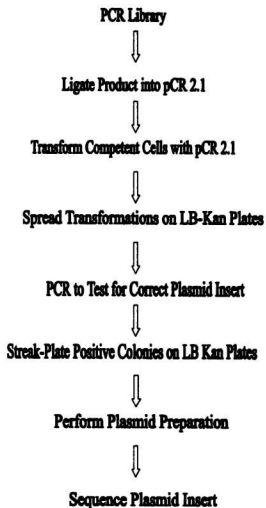 PCR Library
Ligate Product into pCR 2.1
Transform Competent Cells with pCR 2.1
Spread Transformations on LB-Kan Plates
PCR to Test for Correct Plasmid Insert
Streak-Plate Positive Colonies on LB Kan Plates
Perform Plasmid Preparation
Sequence Plasmid Insert